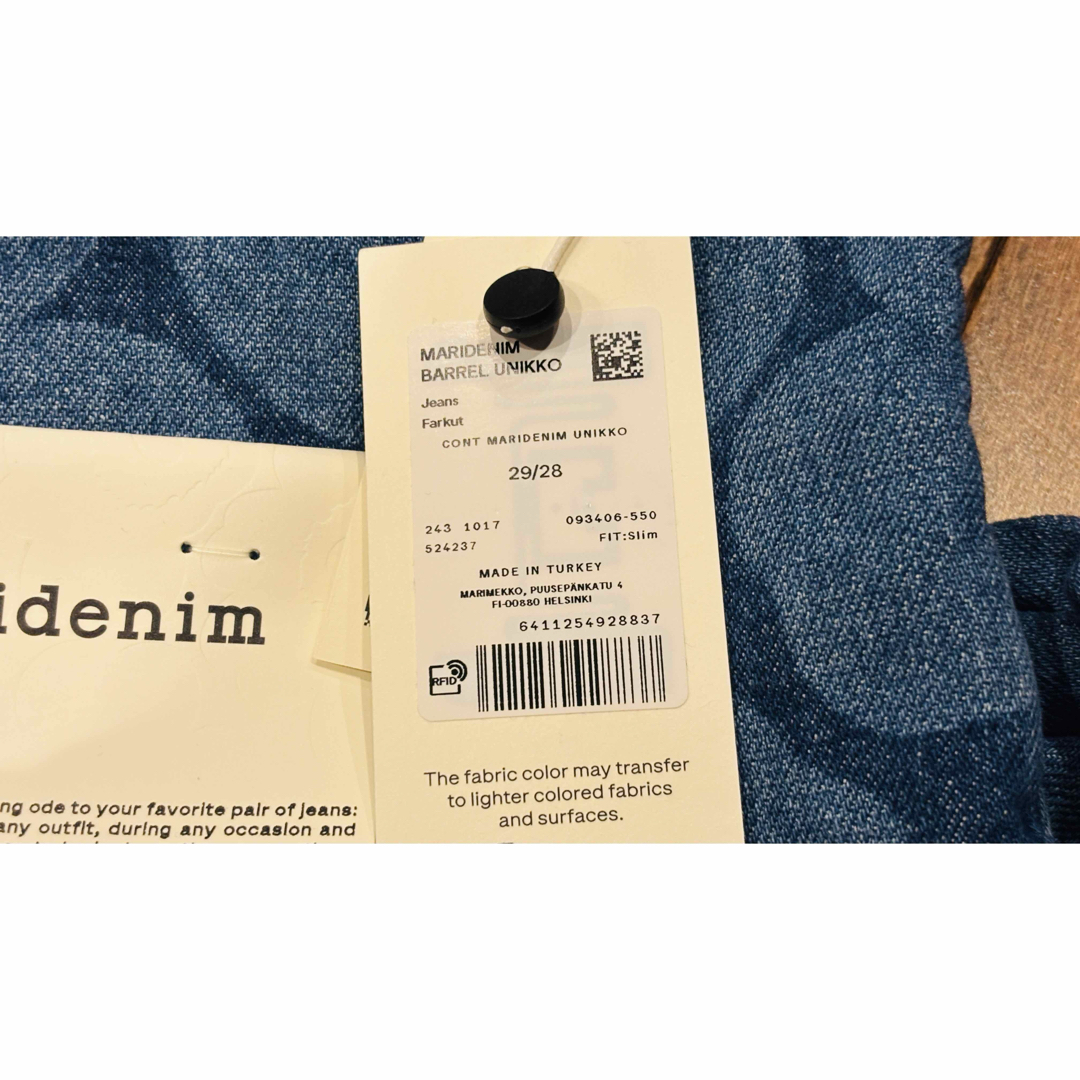 MARIDENIM
BARREL UNIKKO
Jeans
Farkut
CONT MARIDENIM UNIKKO
29/28
243 1017
093406-550
524237
FIT:Slim
MADE IN TURKEY
MARIMEKKO, PUUSEPÄNKATU 4
FI-00880 HELSINKI
6411254928837
RFID
The fabric color may transfer
to lighter colored fabrics
and surfaces.
idenim
ng ode to your favorite pair of jeans:
any outfit, during any occasion and